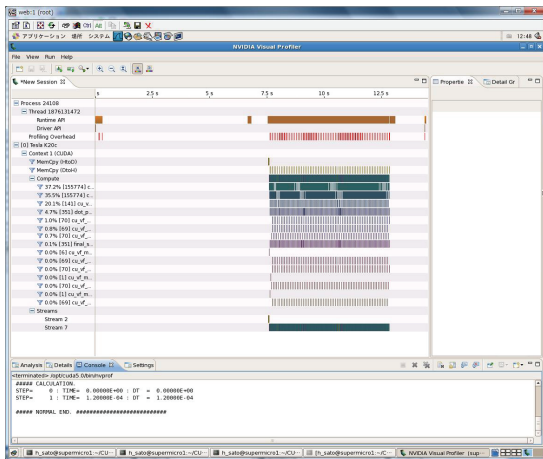 web:1 (root)
Ctrl Alt
アプリケーション 場所 システム 12:48
NVIDIA Visual Profiler
File View Run Help
*New Session
Propertie Detail Gr
s 2.5 s 5 s 7.5 s 10 s 12.5 s
Process 24108
Thread 1876131472
Runtime API
Driver API
Profiling Overhead
[0] Tesla K20c
Context 1 (CUDA)
MemCpy (HtoD)
MemCpy (DtoH)
Compute
37.2% [155774] c...
35.5% [155774] c...
20.1% [141] cu_v...
4.7% [351] dot_p...
1.0% [70] cu_vf_...
0.8% [69] cu_vf_...
0.7% [70] cu_vf_...
0.1% [351] final_s...
0.0% [6] cu_vf_m...
0.0% [69] cu_vf_...
0.0% [70] cu_vf_...
0.0% [1] cu_vf_m...
0.0% [70] cu_vf_...
0.0% [1] cu_vf_m...
0.0% [69] cu_vf_...
Streams
Stream 2
Stream 7
Analysis Details Console Settings
<terminated> /opt/cuda5.0/bin/nvprof
##### CALCULATION.
STEP= 0 : TIME= 0.00000E+00 : DT = 0.00000E+00
STEP= 1 : TIME= 1.20000E-04 : DT = 1.20000E-04
##### NORMAL END. ###########################
h_sato@supermicro1:~/CU... h_sato@supermicro1:~/CU... h_sato@supermicro1:~/CU... [h_sato@supermicro1:~/C... NVIDIA Visual Profiler (sup...